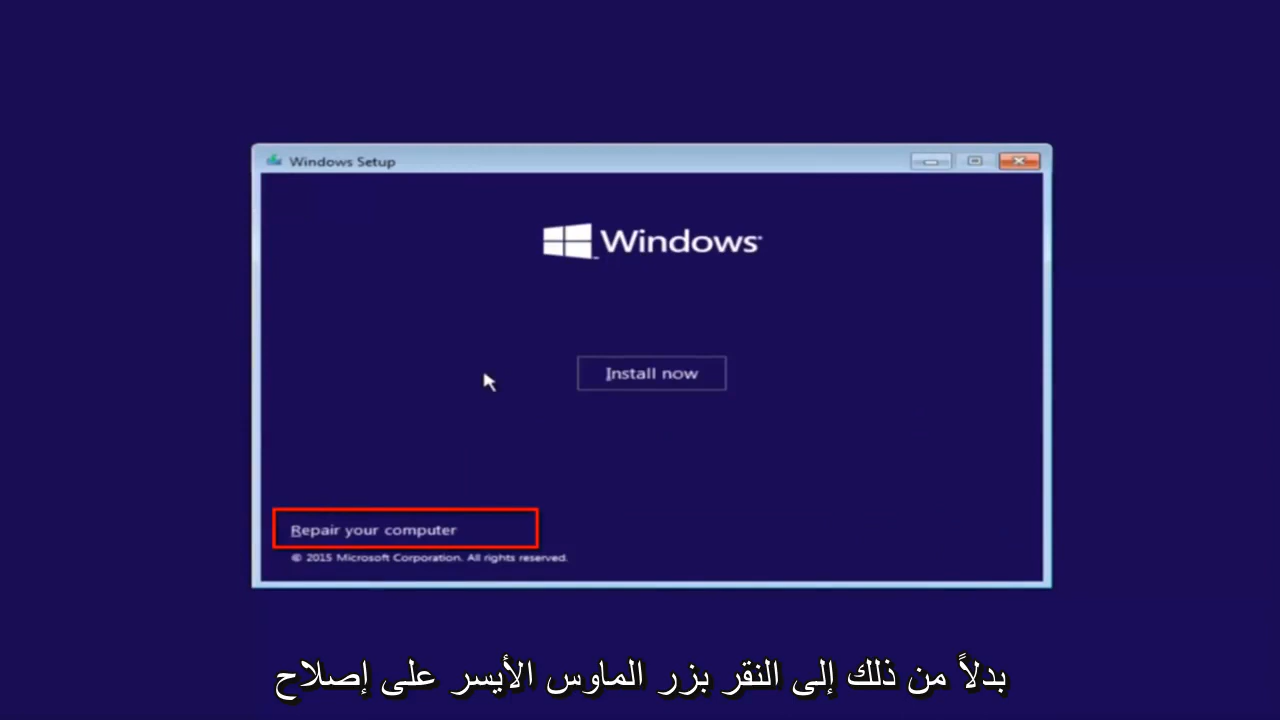 Windows Setup
Windows
Install now
Repair your computer
© 2015 Microsoft Corporation. All rights reserved.
بدلاً من ذلك إلى النقر بزر الماوس الأيسر على إصلاح